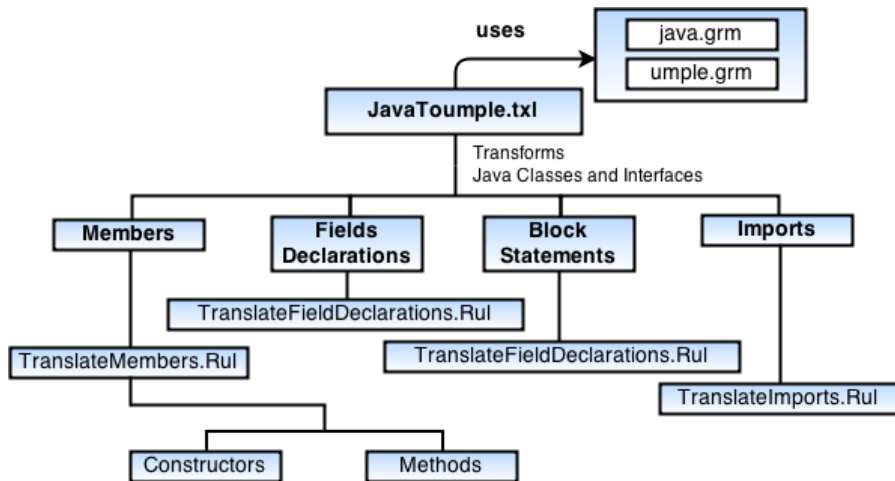 uses
java.grm
umple.grm
JavaToumple.txl
Transforms
Java Classes and Interfaces
Members
Fields
Declarations
Block
Statements
Imports
TranslateFieldDeclarations.Rul
TranslateMembers.Rul
TranslateFieldDeclarations.Rul
TranslateImports.Rul
Constructors
Methods